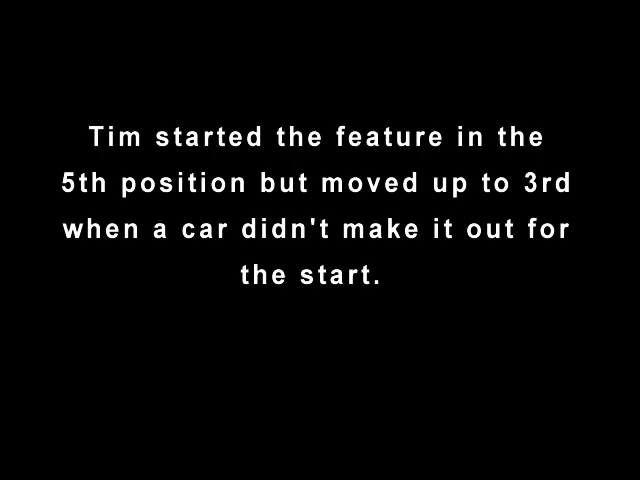 Tim started the feature in the
5th position but moved up to 3rd
when a car didn't make it out for
the start.